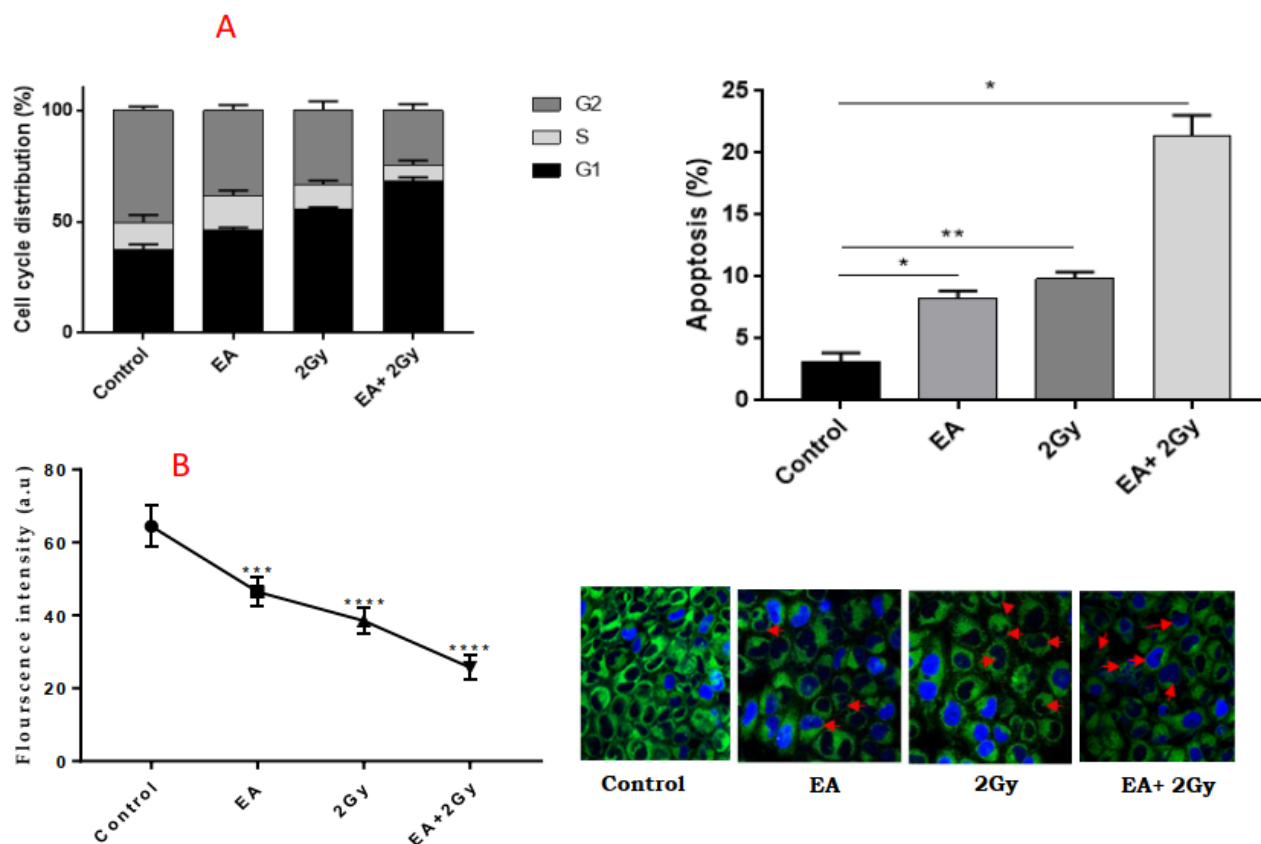 A
Cell cycle distribution (%)
100
50
0
Control
EA
2Gy
EA+ 2Gy
G2
S
G1
Apoptosis (%)
25
20
15
10
5
0
*
**
*
Control
EA
2Gy
EA+ 2Gy
B
Flourscence intensity (a.u)
80
60
40
20
0
***
****
****
Control
EA
2Gy
EA+2Gy
Control
EA
2Gy
EA+ 2Gy